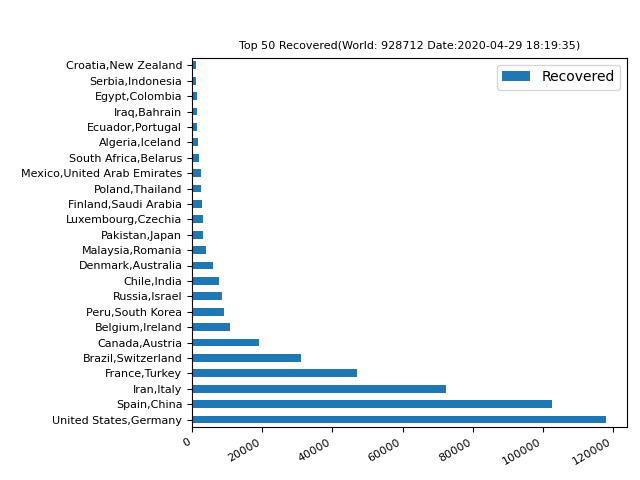 Top 50 Recovered(World: 928712 Date:2020-04-29 18:19:35)
Recovered
Croatia,New Zealand
Serbia,Indonesia
Egypt,Colombia
Iraq,Bahrain
Ecuador,Portugal
Algeria,Iceland
South Africa,Belarus
Mexico,United Arab Emirates
Poland,Thailand
Finland,Saudi Arabia
Luxembourg,Czechia
Pakistan,Japan
Malaysia,Romania
Denmark,Australia
Chile,India
Russia,Israel
Peru,South Korea
Belgium,Ireland
Canada,Austria
Brazil,Switzerland
France,Turkey
Iran,Italy
Spain,China
United States,Germany
0 20000 40000 60000 80000 100000 120000